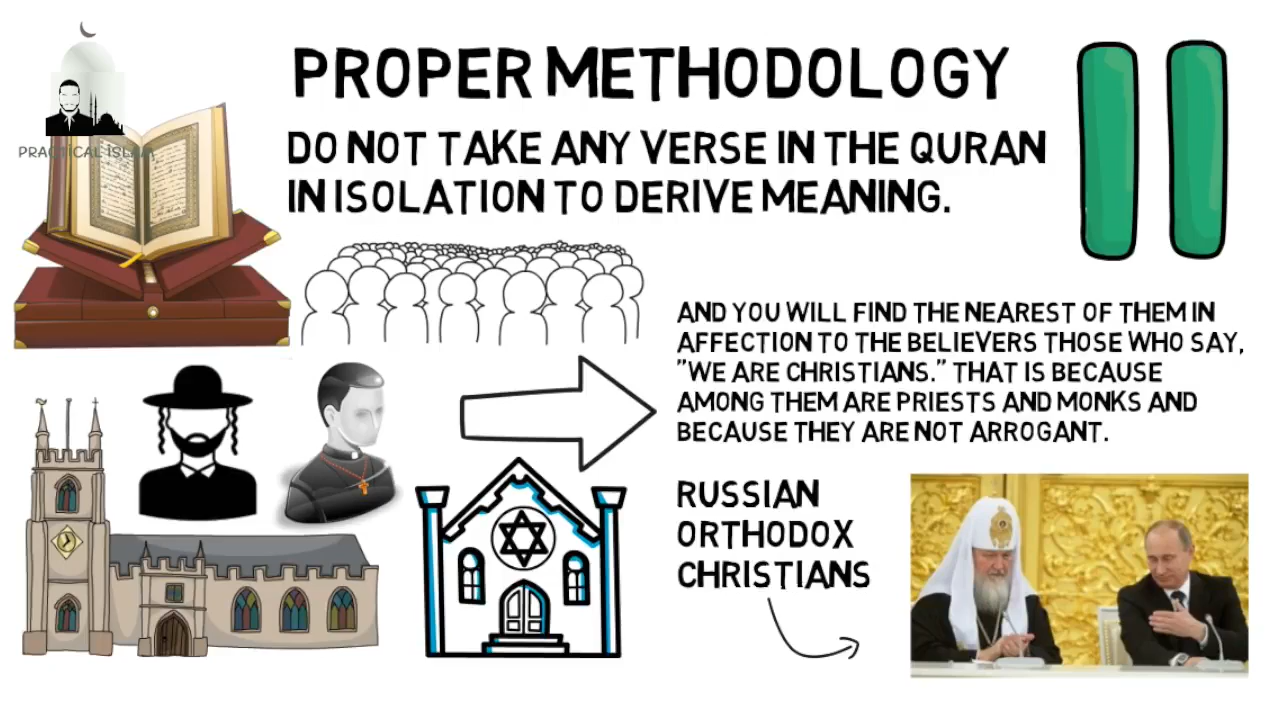 PRACTICAL ISLAM
PROPER METHODOLOGY
DO NOT TAKE ANY VERSE IN THE QURAN
IN ISOLATION TO DERIVE MEANING.
AND YOU WILL FIND THE NEAREST OF THEM IN
AFFECTION TO THE BELIEVERS THOSE WHO SAY,
"WE ARE CHRISTIANS." THAT IS BECAUSE
AMONG THEM ARE PRIESTS AND MONKS AND
BECAUSE THEY ARE NOT ARROGANT.
RUSSIAN
ORTHODOX
CHRISTIANS